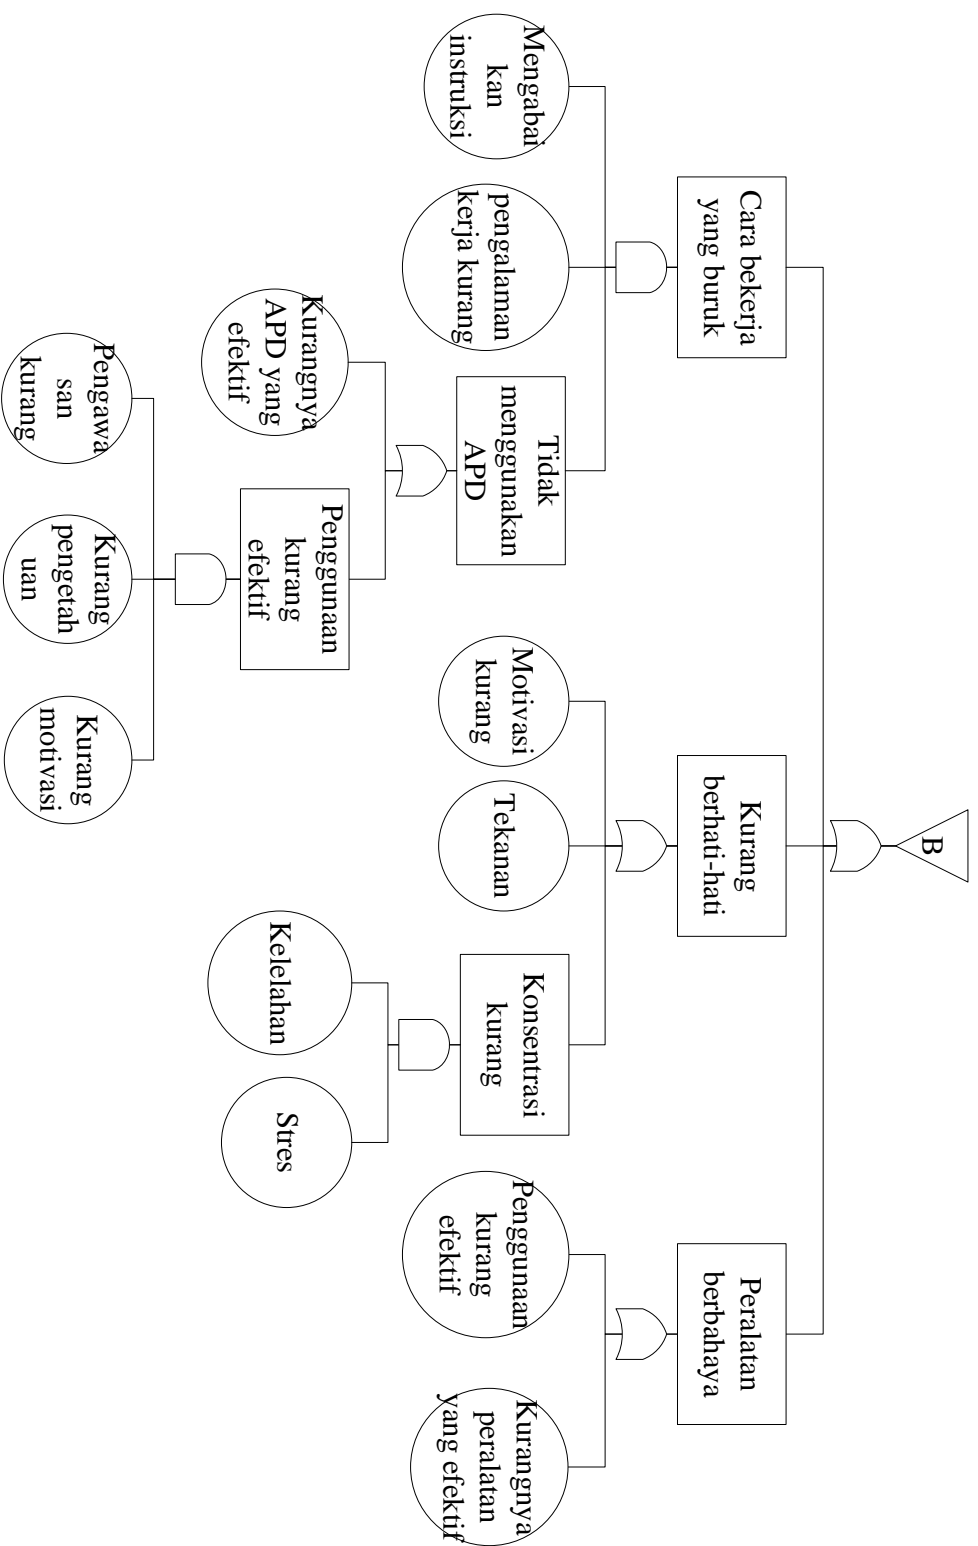 B
Cara bekerja
yang buruk
Kurang
berhati-hati
Peralatan
berbahaya
Mengabai
kan
instruksi
pengalaman
kerja kurang
Tidak
menggunakan
APD
Motivasi
kurang
Tekanan
Konsentrasi
kurang
Penggunaan
kurang
efektif
Kurangnya
peralatan
yang efektif
Kurangnya
APD yang
efektif
Penggunaan
kurang
efektif
Kelelahan
Stres
Pengawa
san
kurang
Kurang
pengetah
uan
Kurang
motivasi